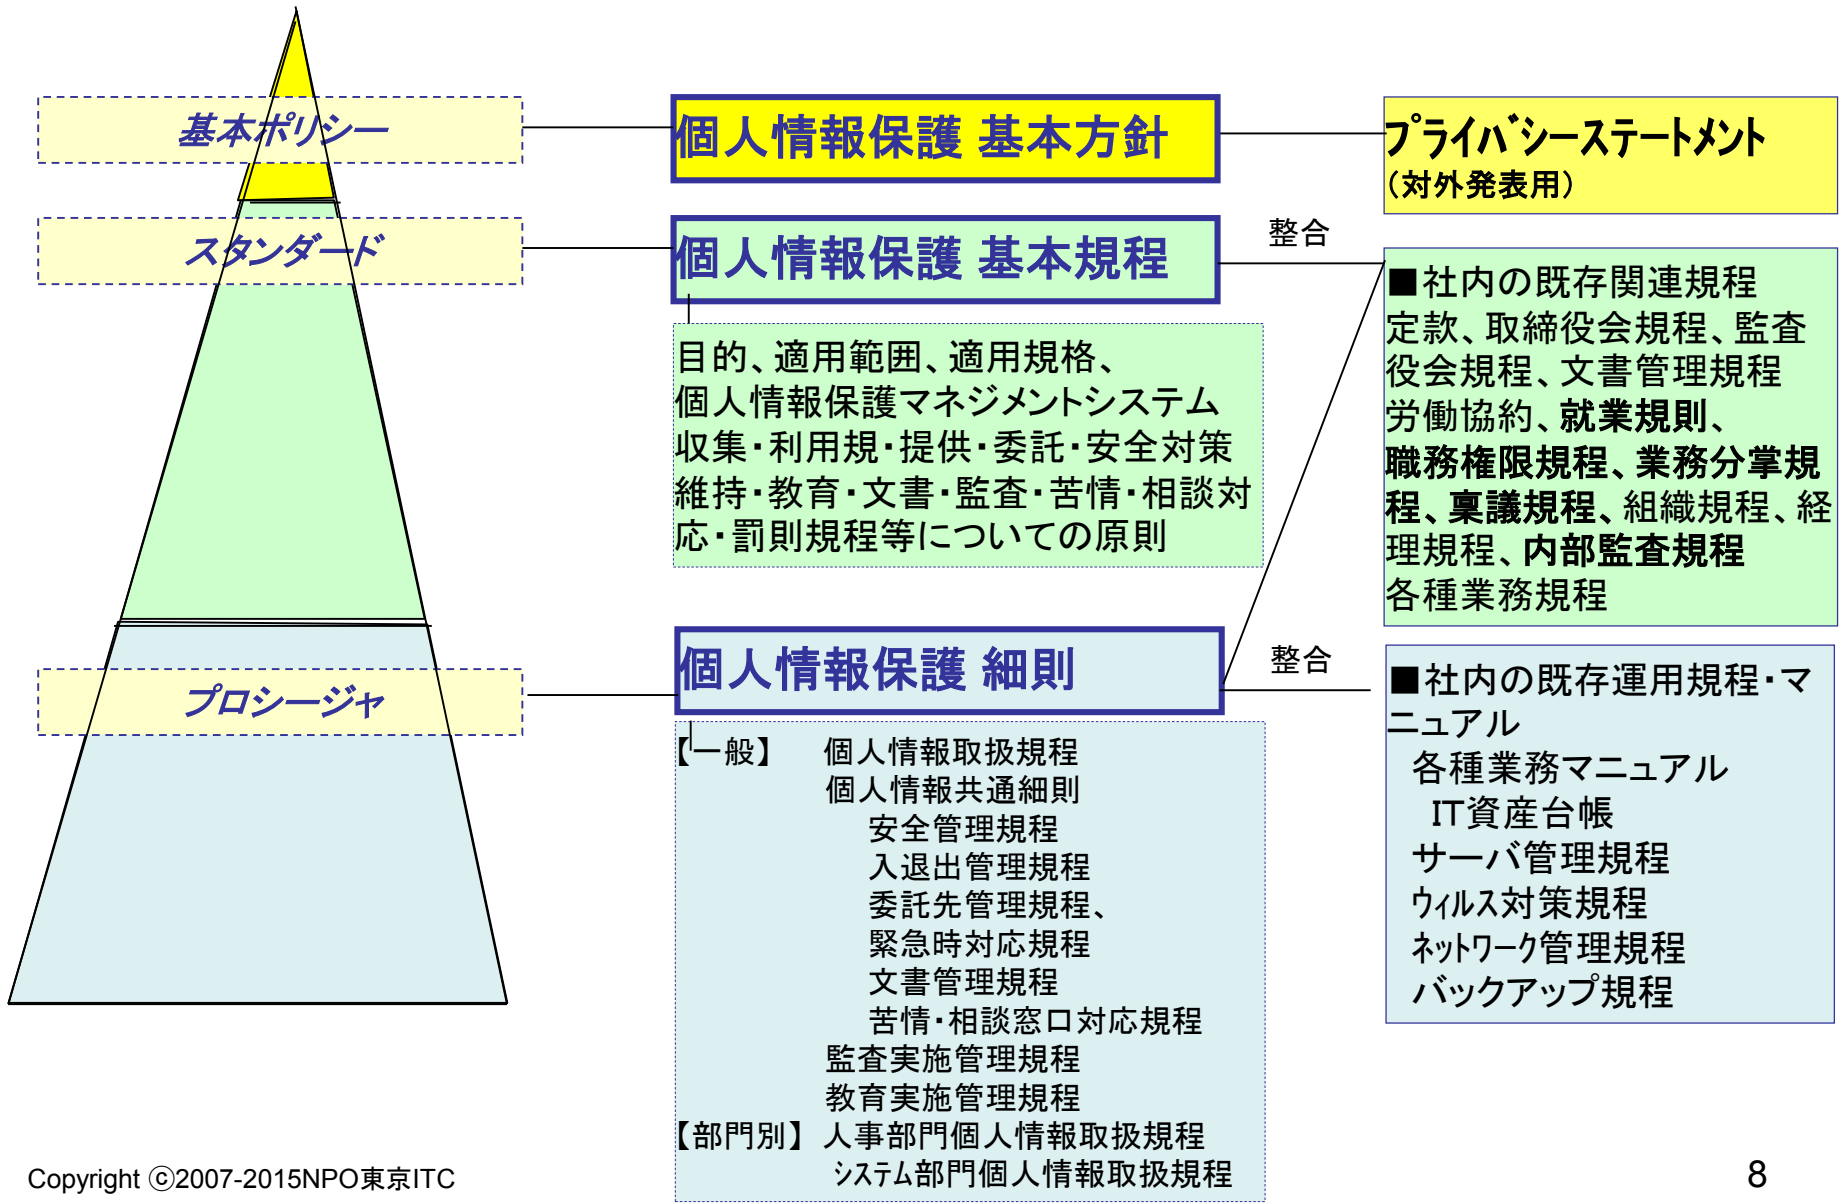 基本ポリシー
個人情報保護 基本方針
プライバシーステートメント
（対外発表用）
スタンダード
個人情報保護 基本規程
整合
目的、適用範囲、適用規格、
個人情報保護マネジメントシステム
収集・利用規・提供・委託・安全対策
維持・教育・文書・監査・苦情・相談対
応・罰則規程等についての原則
■社内の既存関連規程
定款、取締役会規程、監査
役会規程、文書管理規程
労働協約、就業規則、
職務権限規程、業務分掌規
程、稟議規程、組織規程、経
理規程、内部監査規程
各種業務規程
プロシージャ
個人情報保護 細則
整合
【一般】 個人情報取扱規程
個人情報共通細則
安全管理規程
入退出管理規程
委託先管理規程、
緊急時対応規程
文書管理規程
苦情・相談窓口対応規程
監査実施管理規程
教育実施管理規程
【部門別】 人事部門個人情報取扱規程
ｼｽﾃﾑ部門個人情報取扱規程
■社内の既存運用規程・マ
ニュアル
各種業務マニュアル
IT資産台帳
サーバ管理規程
ｳｨﾙｽ対策規程
ﾈｯﾄﾜｰｸ管理規程
バックアップ規程
Copyright ⓒ2007-2015NPO東京ITC
8